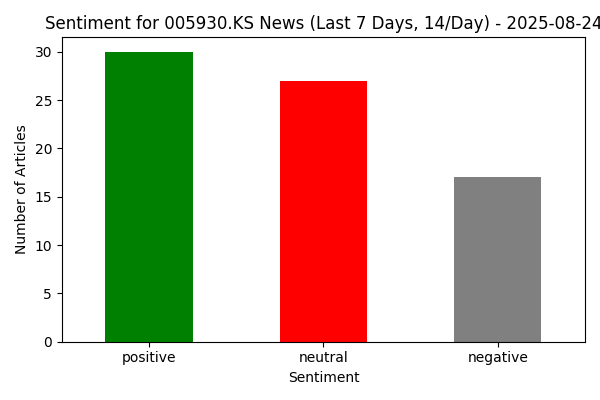 Sentiment for 005930.KS News (Last 7 Days, 14/Day) - 2025-08-24
30
25
20
15
10
5
0
Number of Articles
positive neutral negative
Sentiment